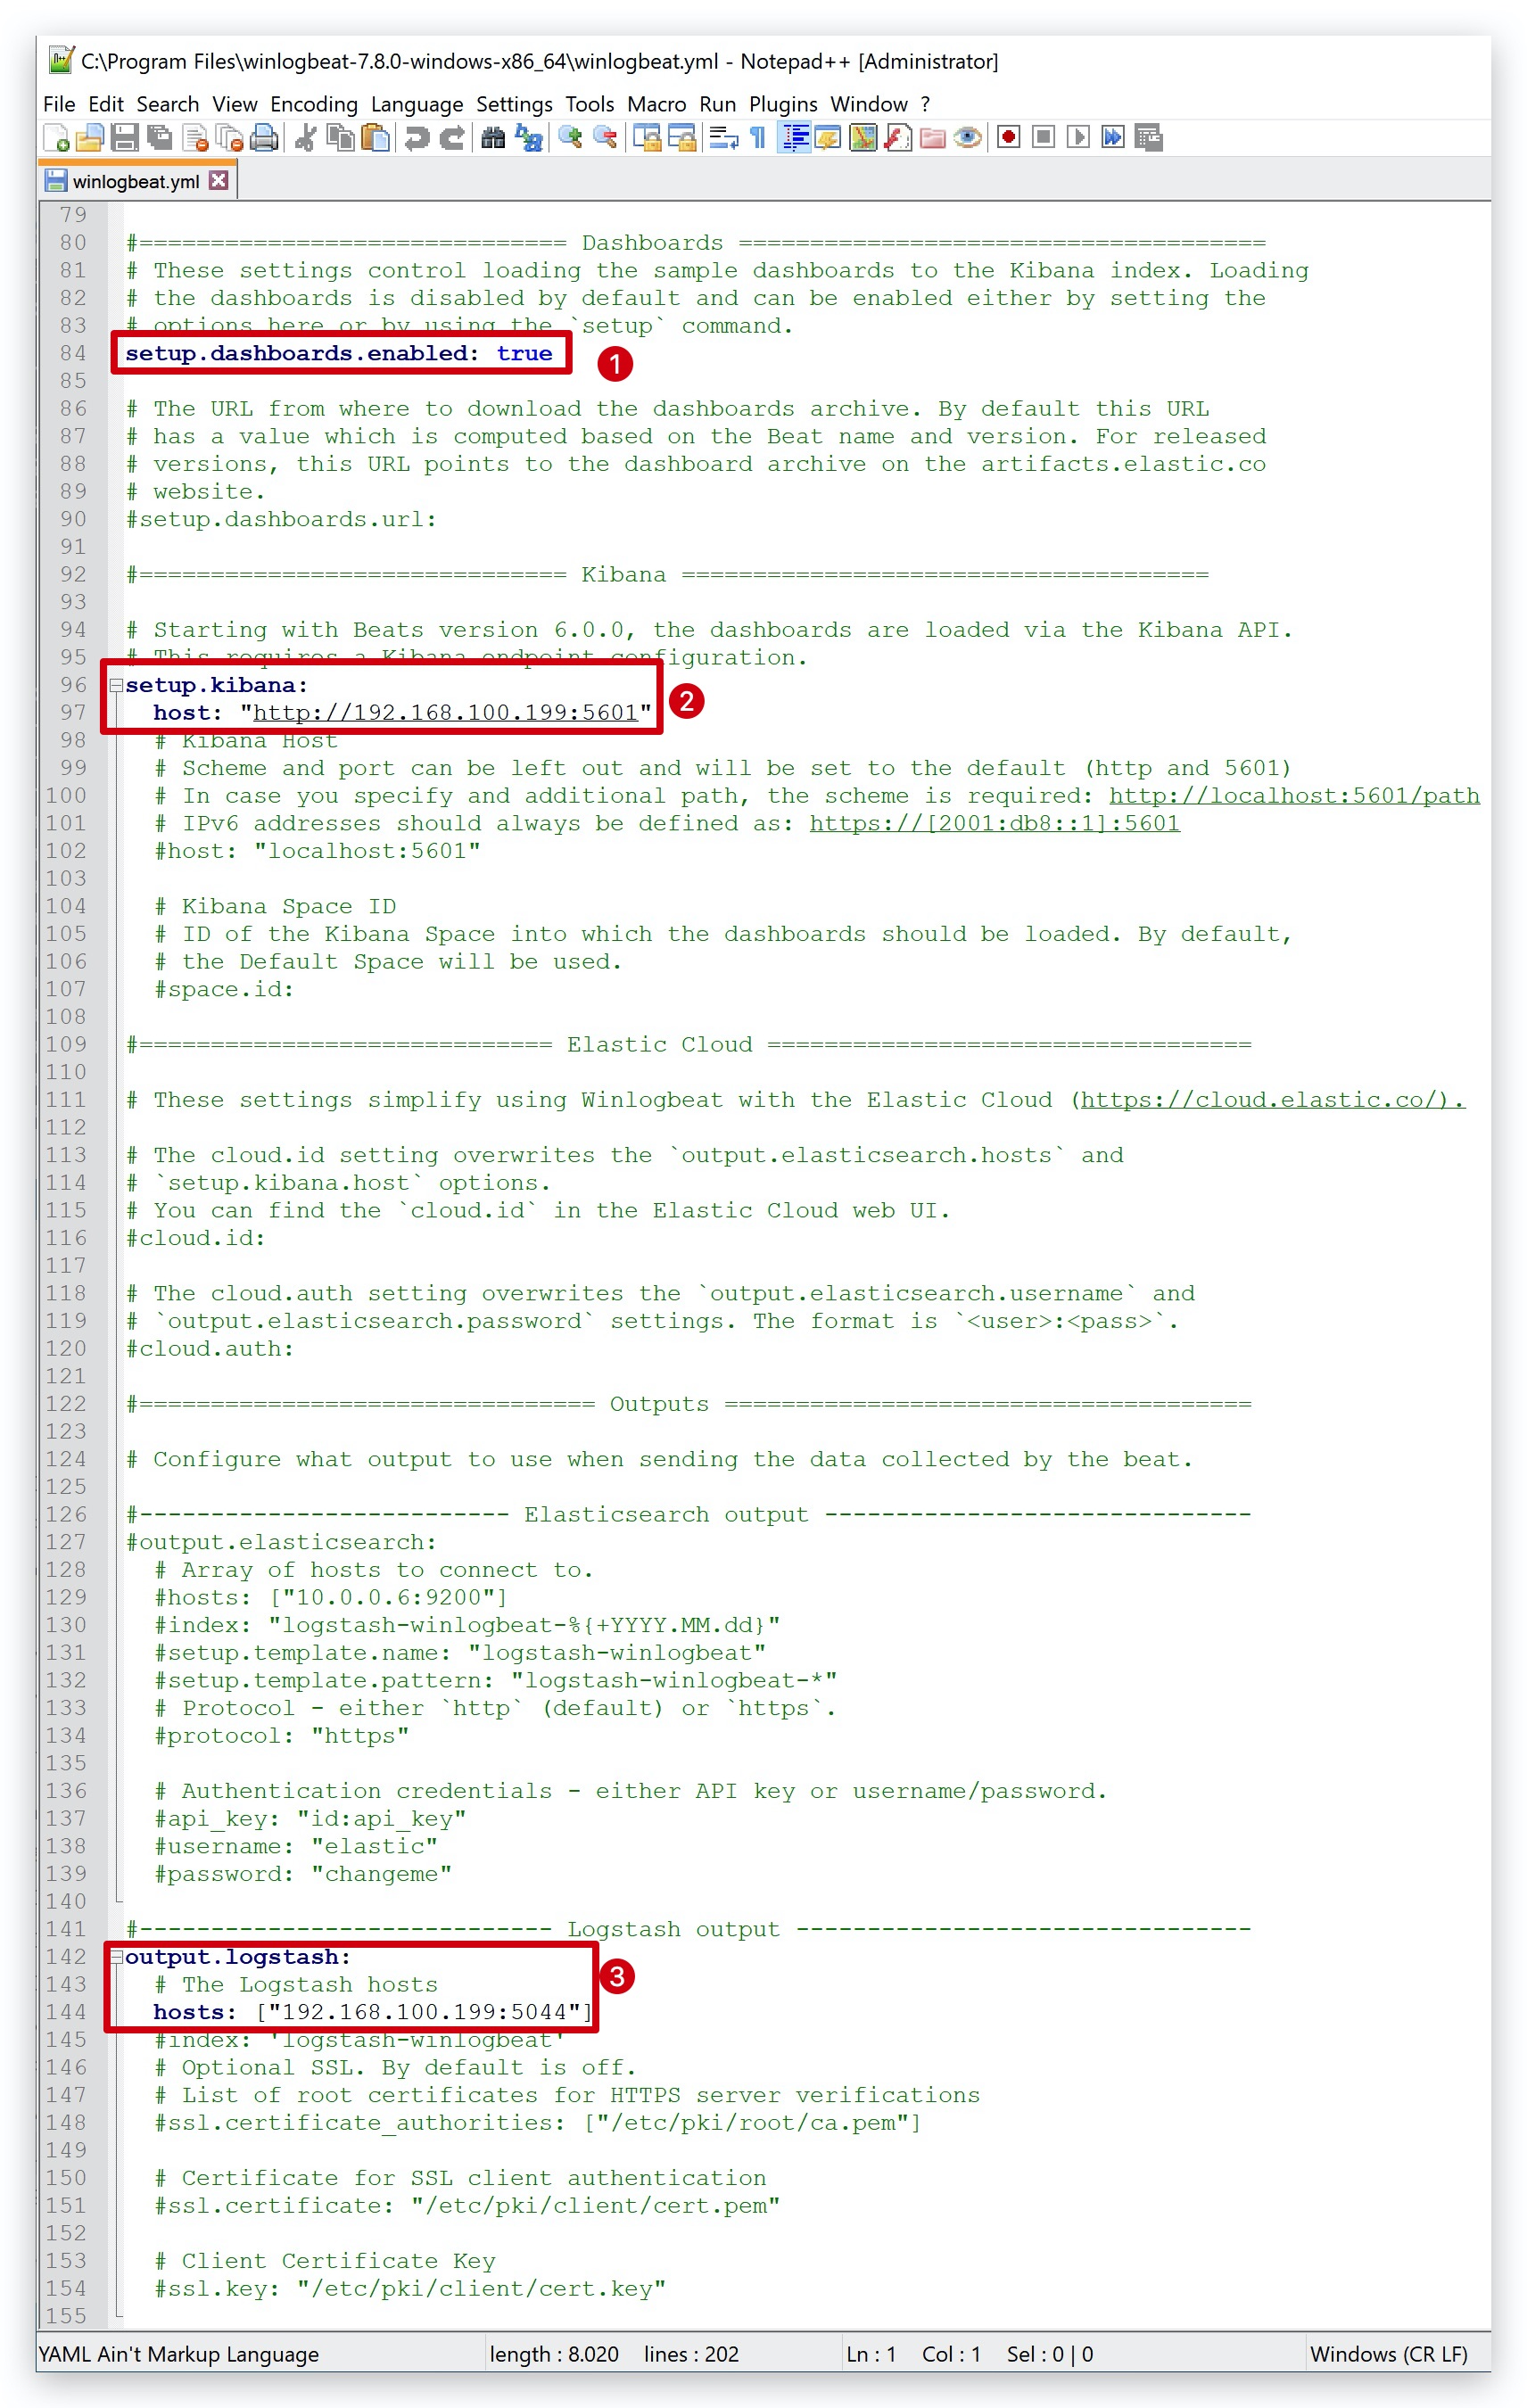 C:\Program Files\winlogbeat-7.8.0-windows-x86_64\winlogbeat.yml - Notepad++ [Administrator]
File Edit Search View Encoding Language Settings Tools Macro Run Plugins Window ?
winlogbeat.yml
79
80 #============================== Dashboards =====================================
81 # These settings control loading the sample dashboards to the Kibana index. Loading
82 # the dashboards is disabled by default and can be enabled either by setting the
83 # options here or by using the `setup` command.
84 setup.dashboards.enabled: true 1
85
86 # The URL from where to download the dashboards archive. By default this URL
87 # has a value which is computed based on the Beat name and version. For released
88 # versions, this URL points to the dashboard archive on the artifacts.elastic.co
89 # website.
90 #setup.dashboards.url:
91
92 #============================== Kibana =====================================
93
94 # Starting with Beats version 6.0.0, the dashboards are loaded via the Kibana API.
95 # This requires a Kibana endpoint configuration.
96 setup.kibana: 2
97   host: "http://192.168.100.199:5601"
98   # Kibana Host
99   # Scheme and port can be left out and will be set to the default (http and 5601)
100   # In case you specify and additional path, the scheme is required: http://localhost:5601/path
101   # IPv6 addresses should always be defined as: https://[2001:db8::1]:5601
102   #host: "localhost:5601"
103
104   # Kibana Space ID
105   # ID of the Kibana Space into which the dashboards should be loaded. By default,
106   # the Default Space will be used.
107   #space.id:
108
109 #============================= Elastic Cloud ==================================
110
111 # These settings simplify using Winlogbeat with the Elastic Cloud (https://cloud.elastic.co/).
112
113 # The cloud.id setting overwrites the `output.elasticsearch.hosts` and
114 # `setup.kibana.host` options.
115 # You can find the `cloud.id` in the Elastic Cloud web UI.
116 #cloud.id:
117
118 # The cloud.auth setting overwrites the `output.elasticsearch.username` and
119 # `output.elasticsearch.password` settings. The format is `<user>:<pass>`.
120 #cloud.auth:
121
122 #================================ Outputs =====================================
123
124 # Configure what output to use when sending the data collected by the beat.
125
126 #-------------------------- Elasticsearch output ------------------------------
127 #output.elasticsearch:
128   # Array of hosts to connect to.
129   #hosts: ["10.0.0.6:9200"]
130   #index: "logstash-winlogbeat-%{+YYYY.MM.dd}"
131   #setup.template.name: "logstash-winlogbeat"
132   #setup.template.pattern: "logstash-winlogbeat-*"
133   # Protocol - either `http` (default) or `https`.
134   #protocol: "https"
135
136   # Authentication credentials - either API key or username/password.
137   #api_key: "id:api_key"
138   #username: "elastic"
139   #password: "changeme"
140
141 #----------------------------- Logstash output --------------------------------
142 output.logstash:
143   # The Logstash hosts 3
144   hosts: ["192.168.100.199:5044"]
145   #index: 'logstash-winlogbeat'
146   # Optional SSL. By default is off.
147   # List of root certificates for HTTPS server verifications
148   #ssl.certificate_authorities: ["/etc/pki/root/ca.pem"]
149
150   # Certificate for SSL client authentication
151   #ssl.certificate: "/etc/pki/client/cert.pem"
152
153   # Client Certificate Key
154   #ssl.key: "/etc/pki/client/cert.key"
155
YAML Ain't Markup Language length : 8.020 lines : 202 Ln : 1 Col : 1 Sel : 0 | 0 Windows (CR LF)